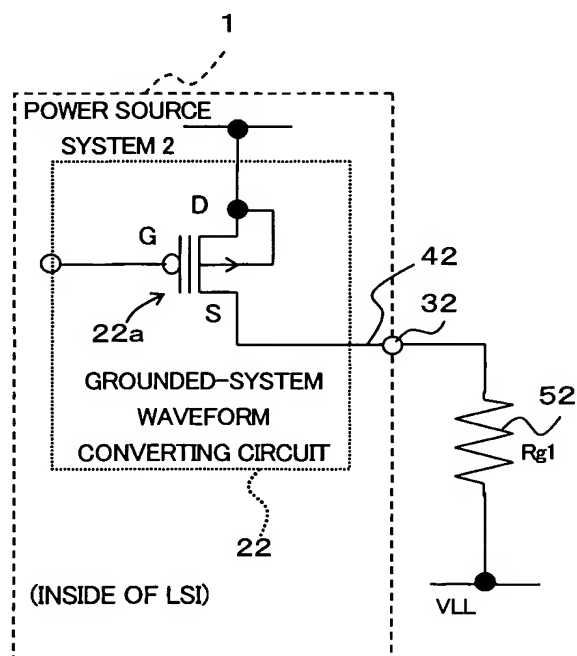 1
POWER SOURCE
SYSTEM 2
D
G
S
22a
42
32
GROUNDED-SYSTEM
WAVEFORM
CONVERTING CIRCUIT
52
Rg1
22
(INSIDE OF LSI)
VLL